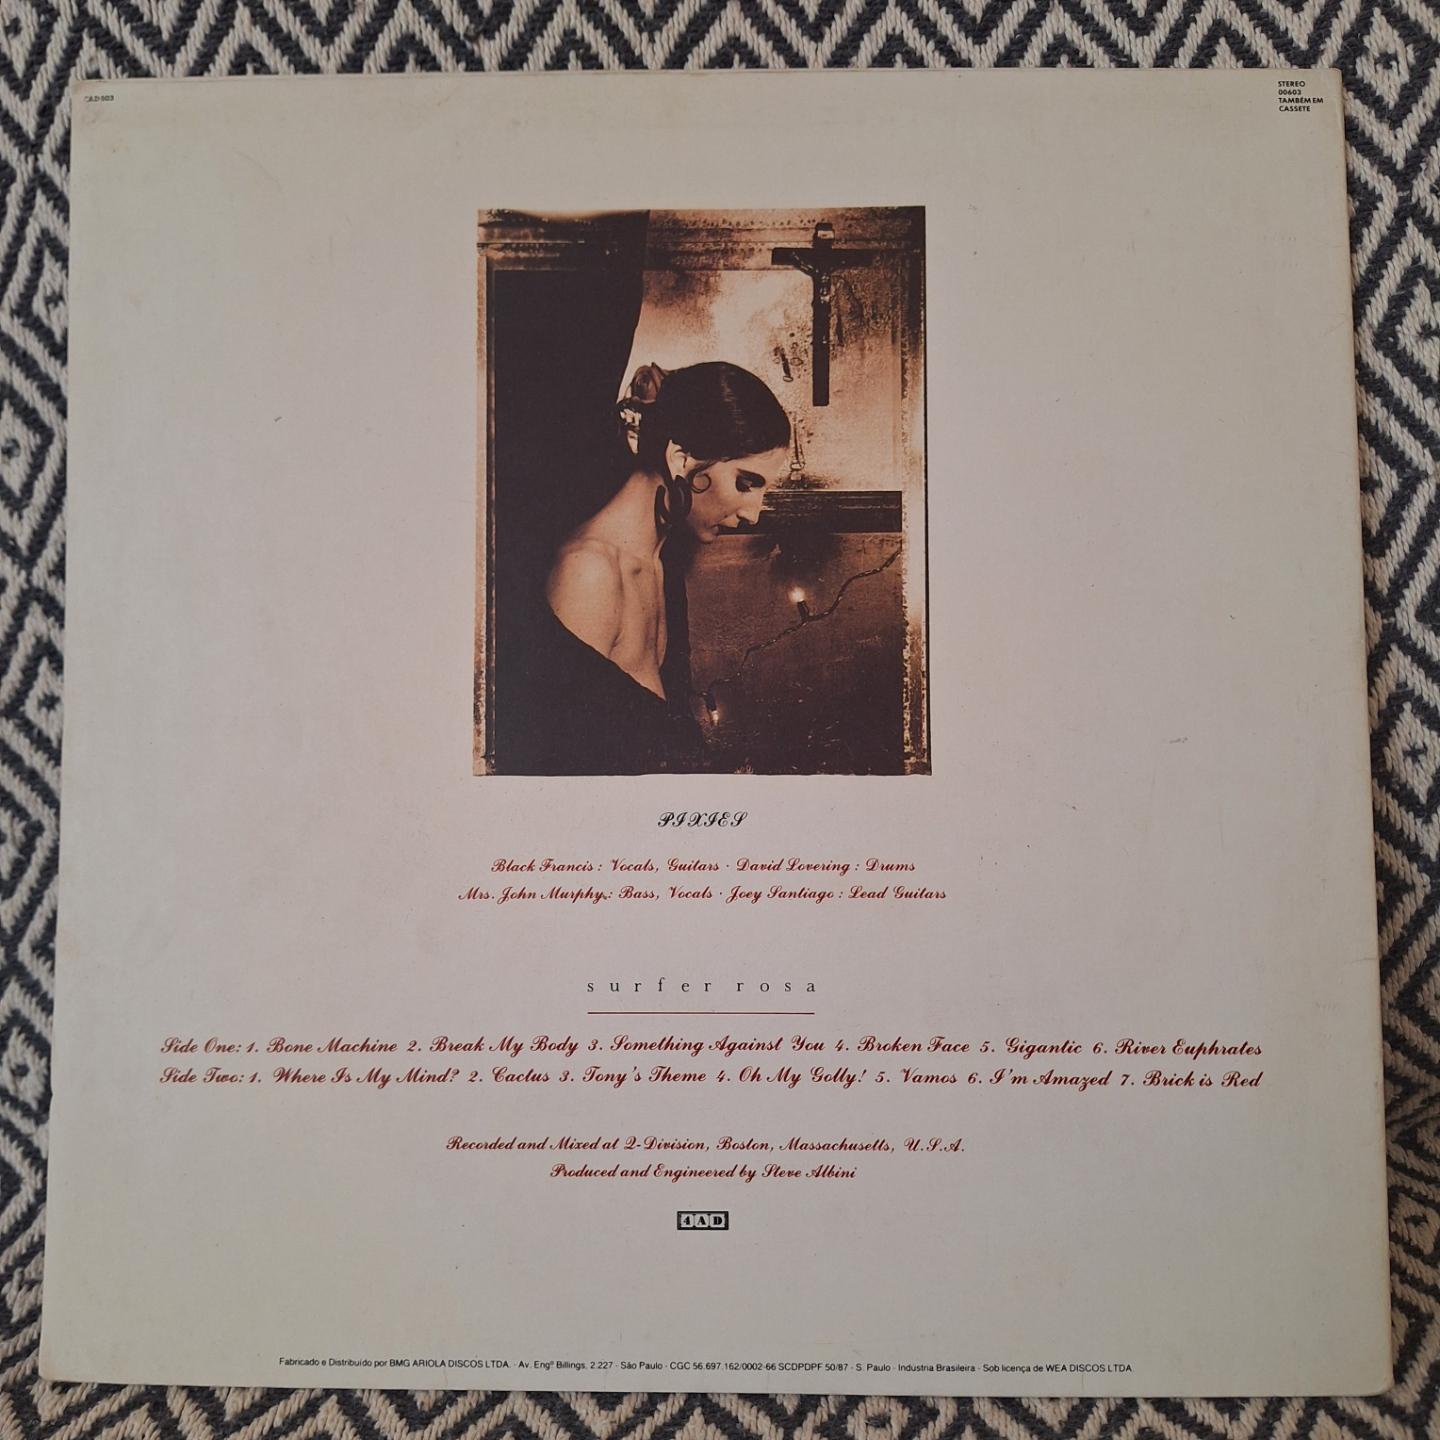 CAD 803
STEREO
00603
TAMBÉM EM
CASSETE
PIXIES
Black Francis : Vocals, Guitars · David Lovering : Drums
Mrs. John Murphy : Bass, Vocals · Joey Santiago : Lead Guitars
surfer rosa
Side One: 1. Bone Machine 2. Break My Body 3. Something Against You 4. Broken Face 5. Gigantic 6. River Euphrates
Side Two: 1. Where Is My Mind? 2. Cactus 3. Tony's Theme 4. Oh My Golly! 5. Vamos 6. I'm Amazed 7. Brick is Red
Recorded and Mixed at Q-Division, Boston, Massachusetts, U.S.A.
Produced and Engineered by Steve Albini
4AD
Fabricado e Distribuído por BMG ARIOLA DISCOS LTDA. - Av. Engº Billings, 2.227 - São Paulo - CGC 56.697.162/0002-66 SCDPDPF 50/87 - S. Paulo - Industria Brasileira - Sob licença de WEA DISCOS LTDA.